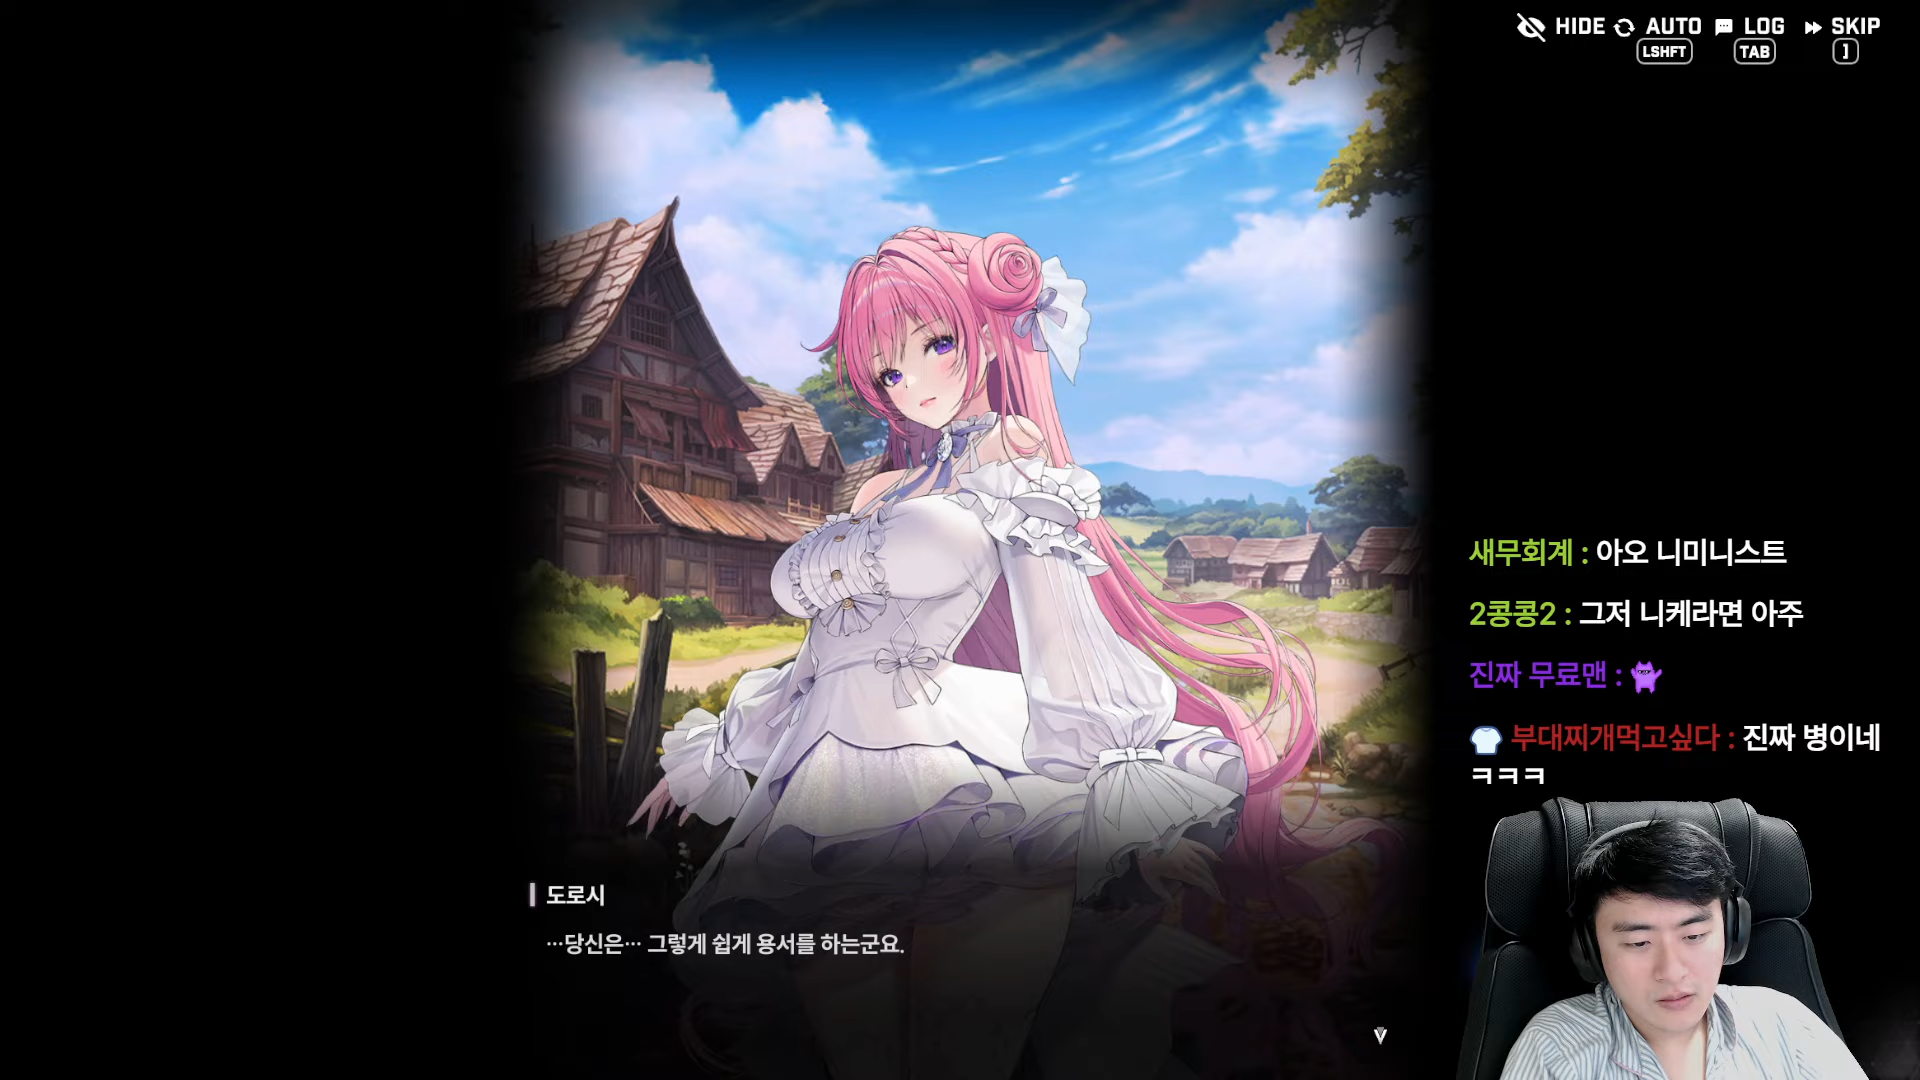 HIDE AUTO LOG SKIP
LSHFT TAB ]
새무회계 : 아오 니미니스트
2콩콩2 : 그저 니케라면 아주
진짜 무료맨 :
부대찌개먹고싶다 : 진짜 병이네
ㅋㅋㅋ
도로시
…당신은… 그렇게 쉽게 용서를 하는군요.